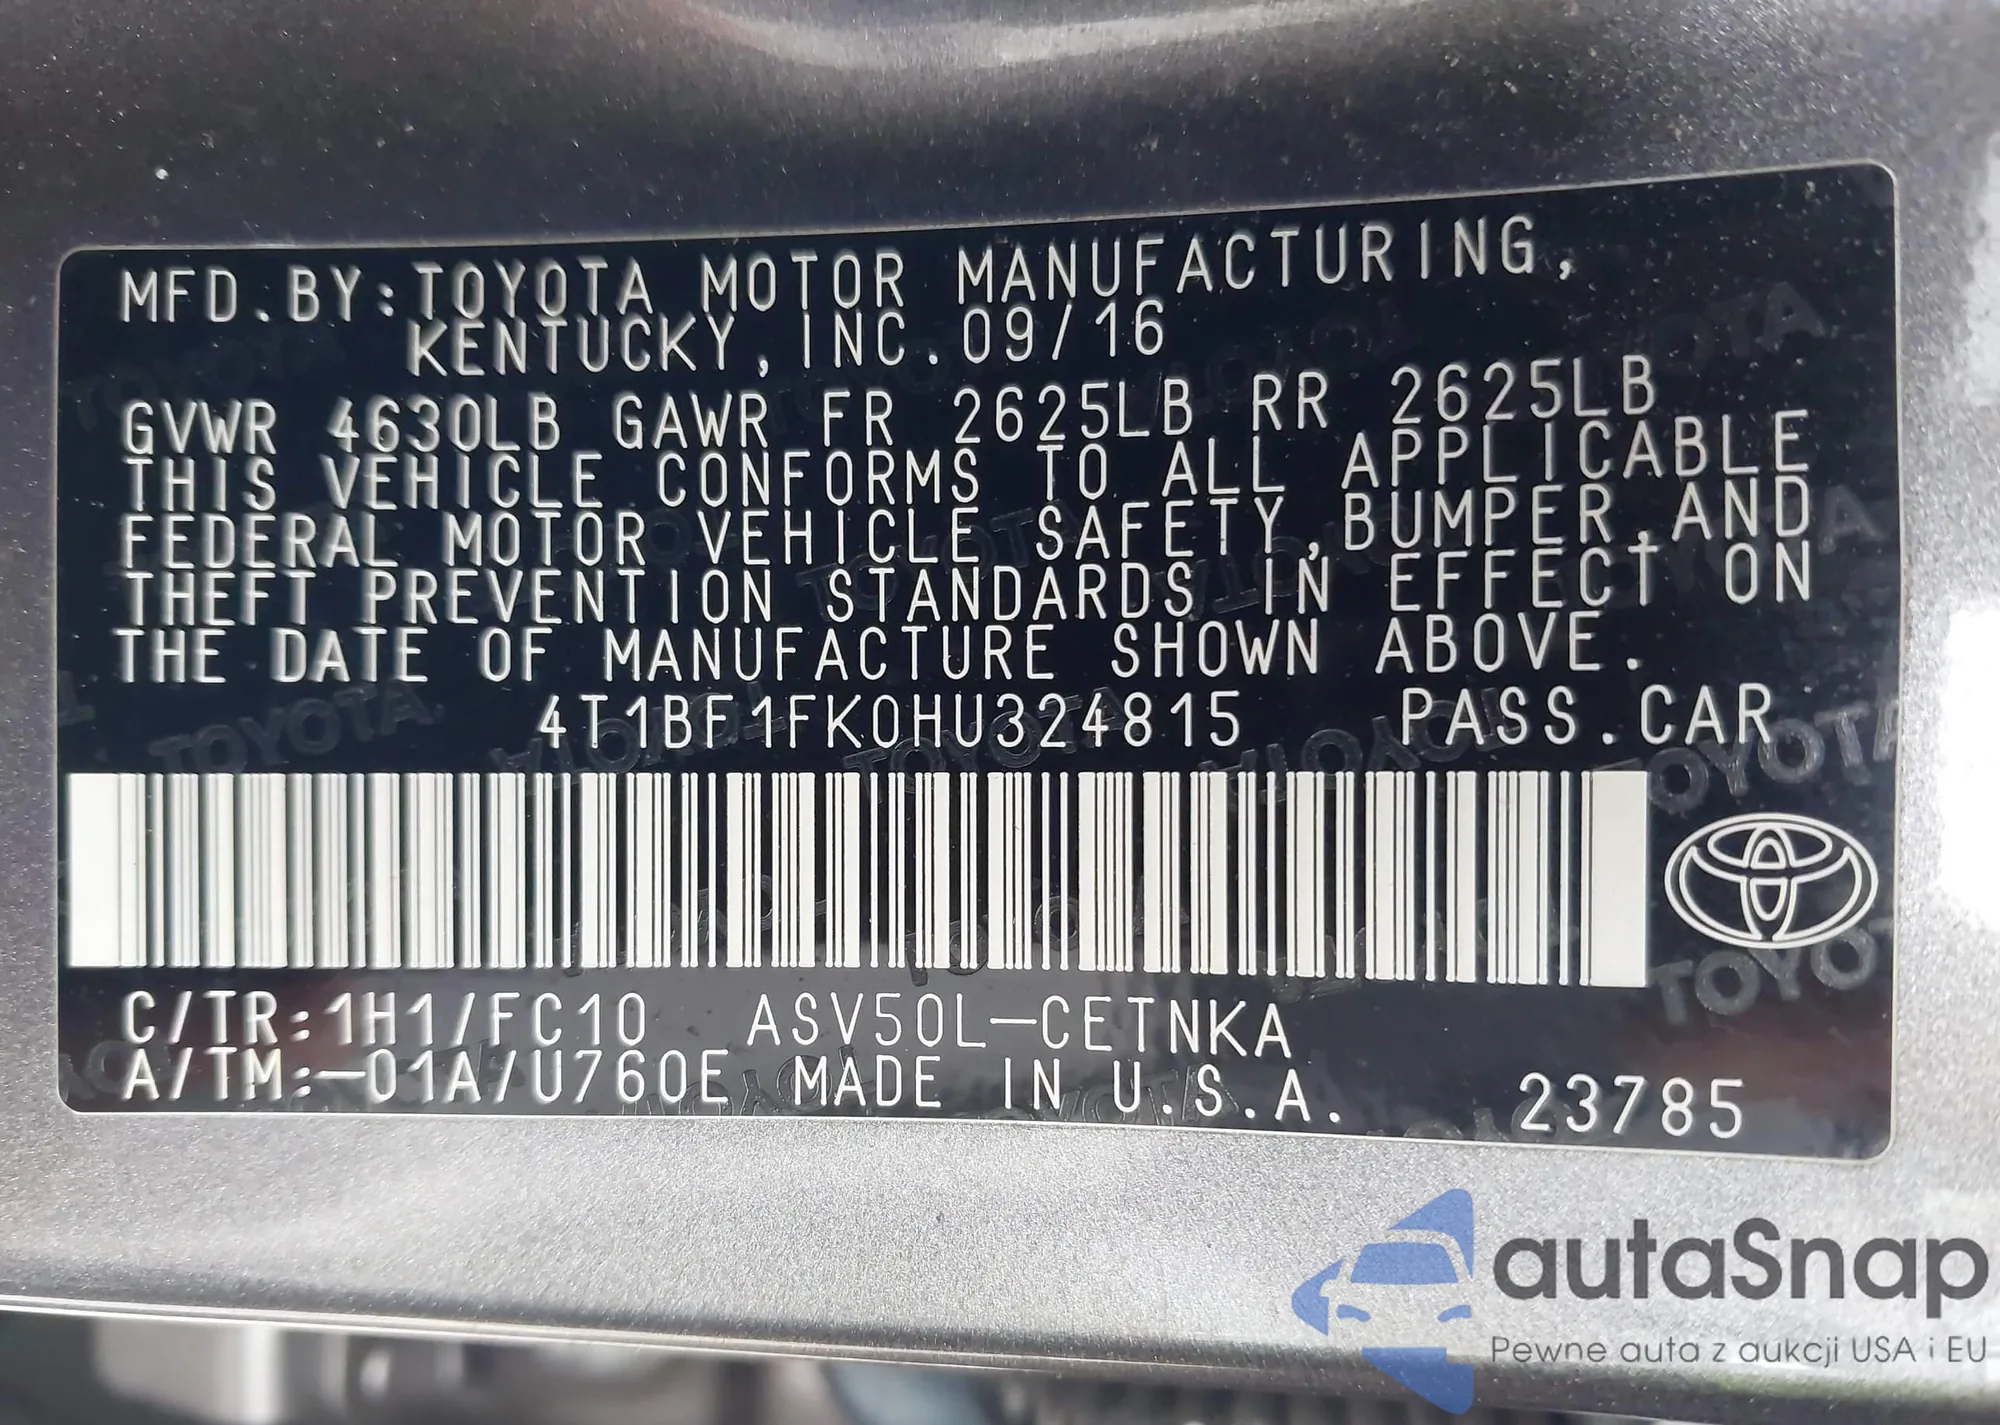 MFD.BY:TOYOTA MOTOR MANUFACTURING,
KENTUCKY,INC.09/16
GVWR 4630LB GAWR FR 2625LB RR 2625LB
THIS VEHICLE CONFORMS TO ALL APPLICABLE
FEDERAL MOTOR VEHICLE SAFETY,BUMPER,AND
THEFT PREVENTION STANDARDS IN EFFECT ON
THE DATE OF MANUFACTURE SHOWN ABOVE.
4T1BF1FK0HU324815 PASS.CAR
C/TR:1H1/FC10 ASV50L-CETNKA
A/TM:-01A/U760E MADE IN U.S.A. 23785
autaSnap
Pewne auta z aukcji USA i EU